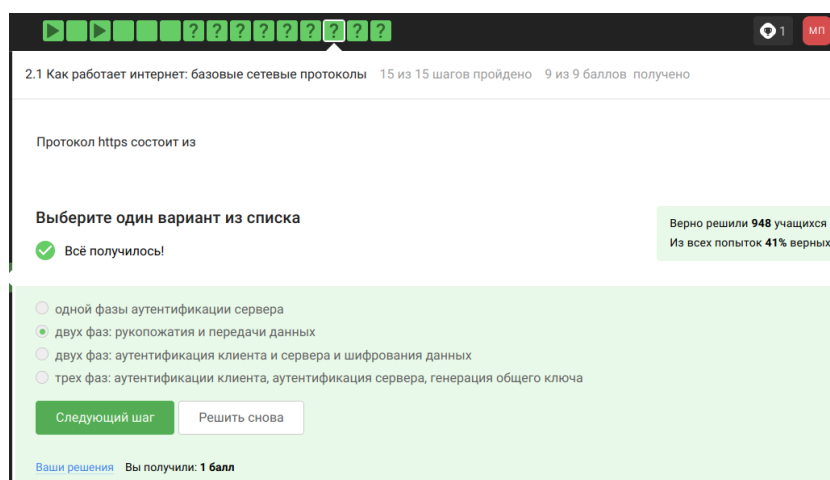 ? ? ? ? ? ? ? ? ? 1 МП
2.1 Как работает интернет: базовые сетевые протоколы 15 из 15 шагов пройдено 9 из 9 баллов получено
Протокол https состоит из
Выберите один вариант из списка
Всё получилось!
Верно решили 948 учащихся
Из всех попыток 41% верных
одной фазы аутентификации сервера
двух фаз: рукопожатия и передачи данных
двух фаз: аутентификация клиента и сервера и шифрования данных
трех фаз: аутентификации клиента, аутентификация сервера, генерация общего ключа
Следующий шаг Решить снова
Ваши решения Вы получили: 1 балл